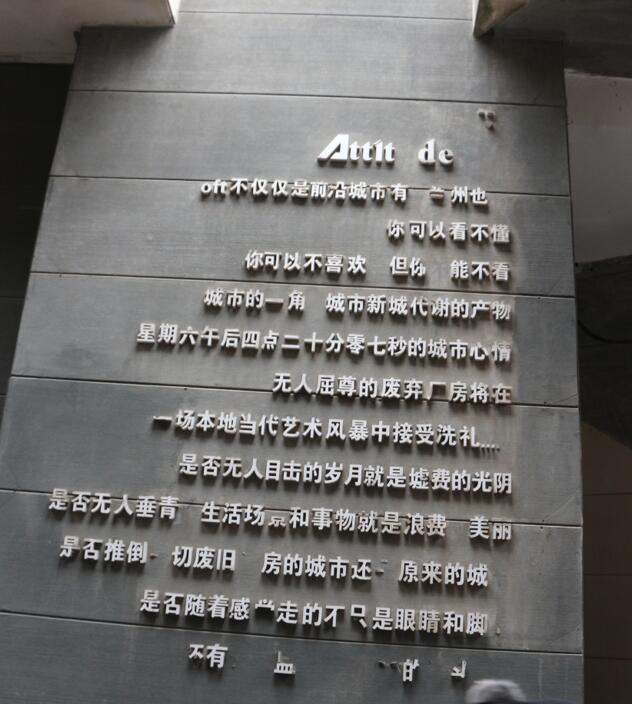 Attit de
oft不仅仅是前沿城市有 州也
你可以看不懂
你可以不喜欢 但你 能不看
城市的一角 城市新城代谢的产物
星期六午后四点二十分零七秒的城市心情
无人屈尊的废弃厂房将在
一场本地当代艺术风暴中接受洗礼....
是否无人目击的岁月就是墟费的光阴
是否无人垂青 生活场景和事物就是浪费 美丽
是否推倒 切废旧 房的城市还 原来的城
是否随着感 走的不只是眼睛和脚
不有 的